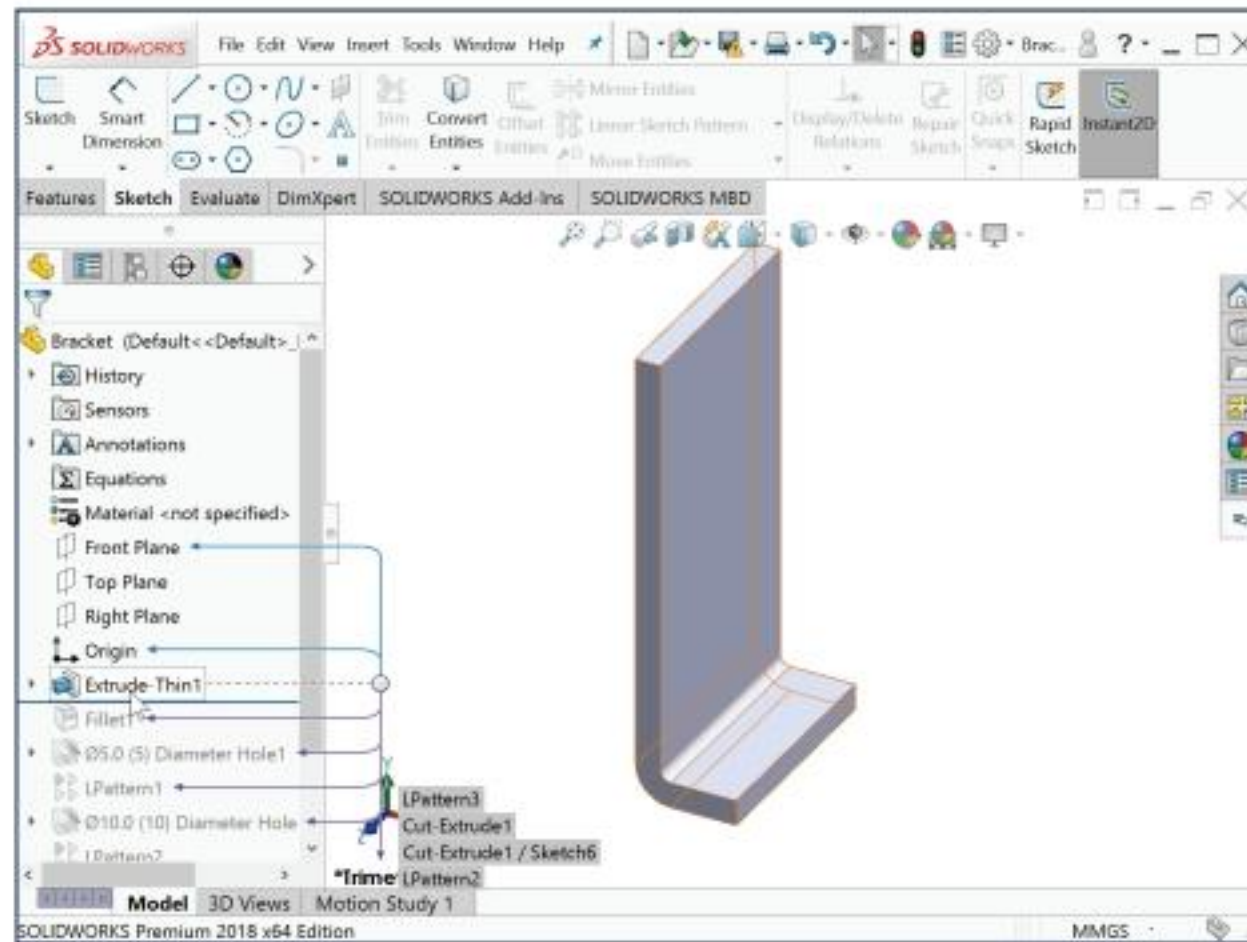 SOLIDWORKS File Edit View Insert Tools Window Help Brac... ?
Sketch Smart Dimension Trim Entities Convert Entities Offset Entities Mirror Entities Linear Sketch Pattern Move Entities Display/Delete Relations Repair Sketch Quick Snaps Rapid Sketch Instant2D
Features Sketch Evaluate DimXpert SOLIDWORKS Add-Ins SOLIDWORKS MBD
Bracket (Default<<Default>_
History
Sensors
Annotations
Equations
Material <not specified>
Front Plane
Top Plane
Right Plane
Origin
Extrude-Thin1
Fillet1
Ø5.0 (5) Diameter Hole1
LPattern1
Ø10.0 (10) Diameter Hole
LPattern2
LPattern3
Cut-Extrude1
Cut-Extrude1 / Sketch6
*Trime LPattern2
Model 3D Views Motion Study 1
SOLIDWORKS Premium 2018 x64 Edition MMGS